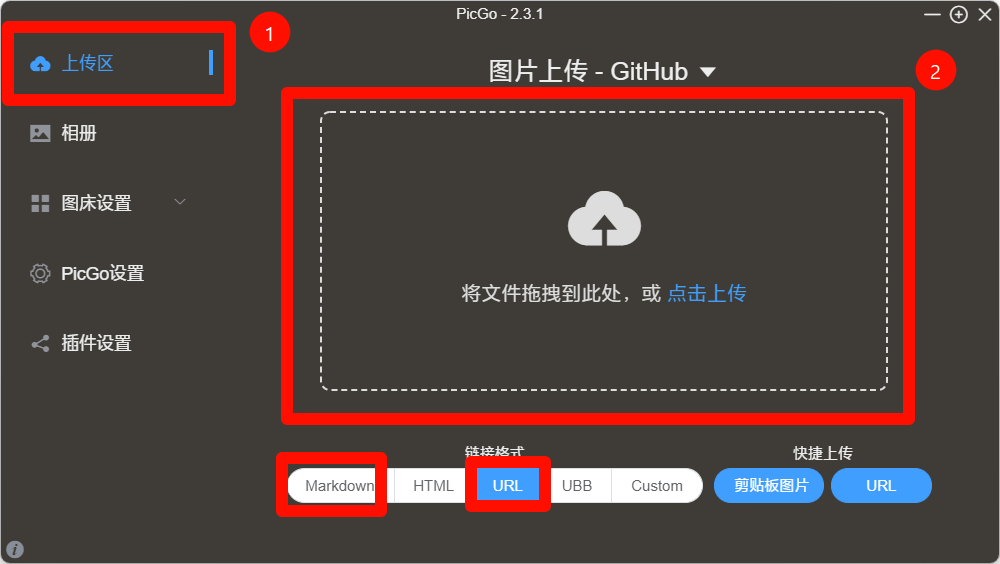 PicGo - 2.3.1
1
上传区
图片上传 - GitHub
2
相册
图床设置
PicGo设置
插件设置
将文件拖拽到此处，或 点击上传
链接格式
快捷上传
Markdown HTML URL UBB Custom 剪贴板图片 URL